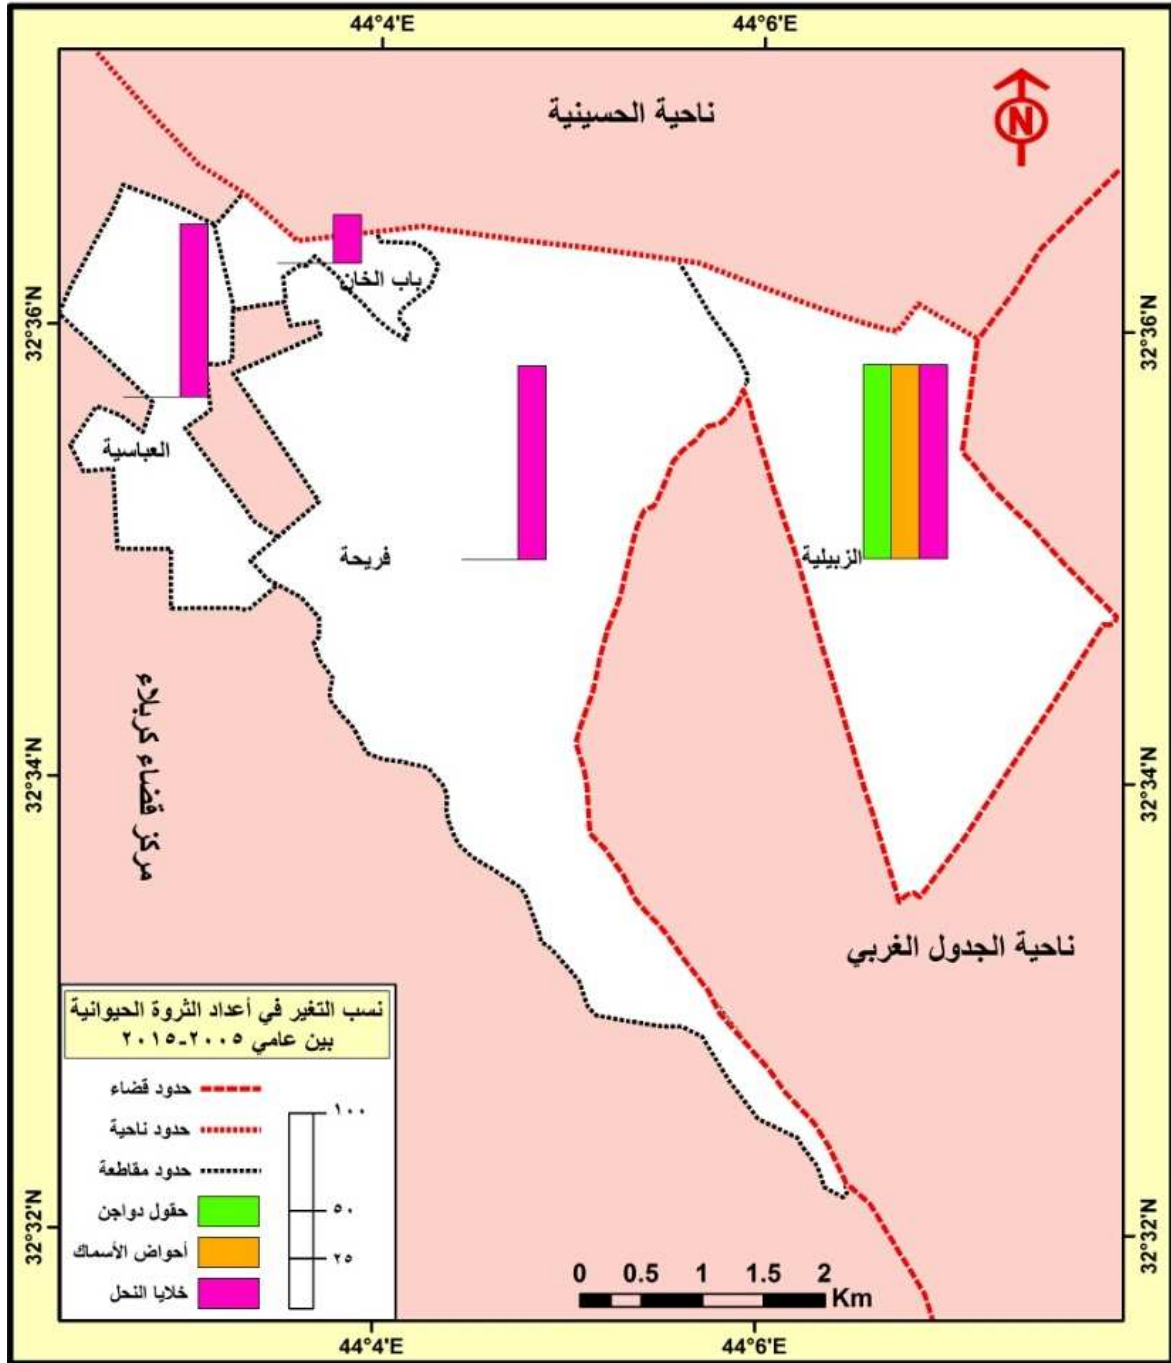 44°4'E
44°6'E
ناحية الحسينية
N
باب الخان
32°36'N
32°36'N
العباسية
فريحة
الزبيلية
مركز قضاء كربلاء
32°34'N
32°34'N
ناحية الجدول الغربي
نسب التغير في أعداد الثروة الحيوانية
بين عامي ٢٠٠٥-٢٠١٥
حدود قضاء
حدود ناحية
حدود مقاطعة
حقول دواجن
أحواض الأسماك
خلايا النحل
١٠٠
٥٠
٢٥
32°32'N
32°32'N
0 0.5 1 1.5 2
Km
44°4'E
44°6'E